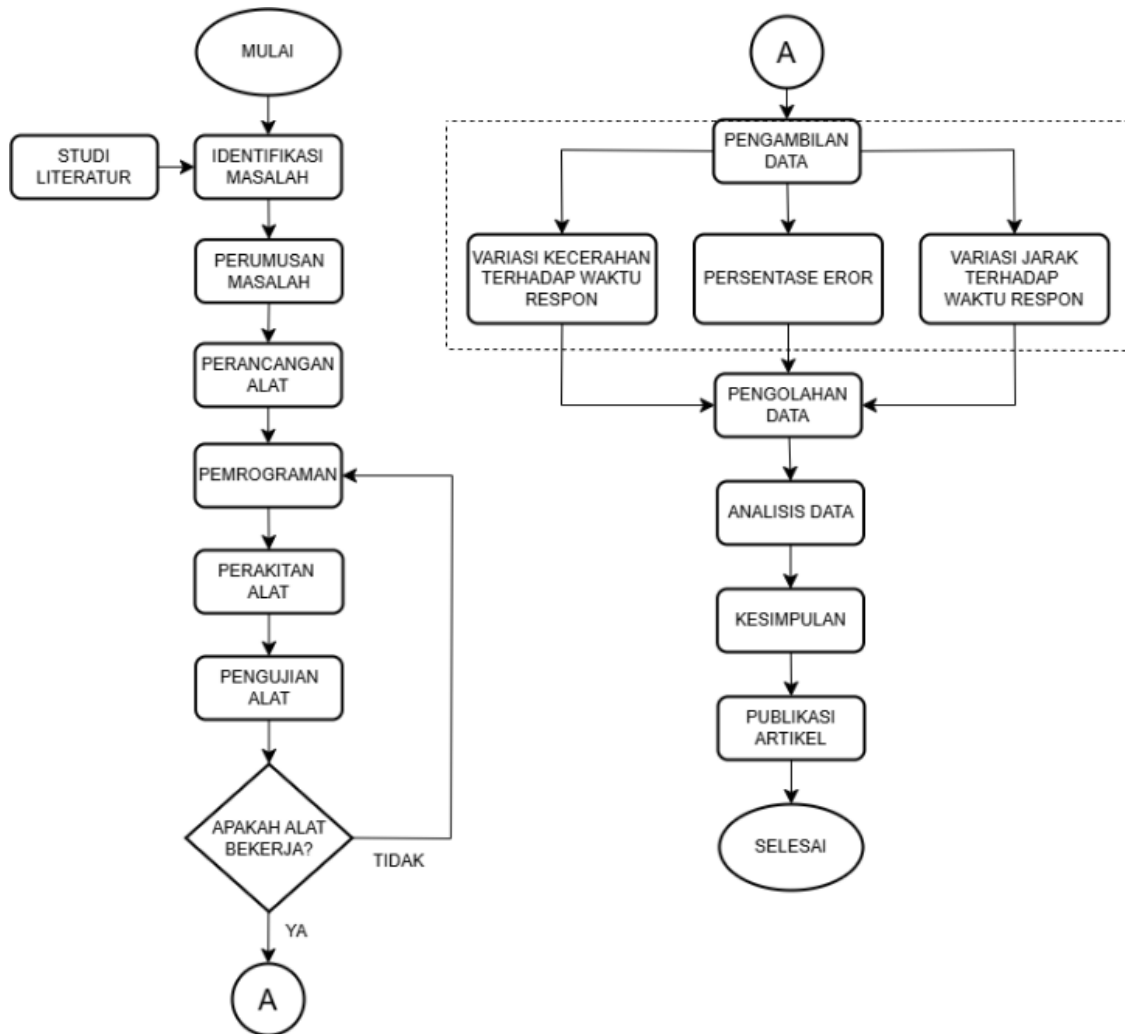 MULAI
STUDI
LITERATUR
IDENTIFIKASI
MASALAH
PERUMUSAN
MASALAH
PERANCANGAN
ALAT
PEMROGRAMAN
PERAKITAN
ALAT
PENGUJIAN
ALAT
APAKAH ALAT
BEKERJA?
TIDAK
YA
A
A
PENGAMBILAN
DATA
VARIASI KECERAHAN
TERHADAP WAKTU
RESPON
PERSENTASE EROR
VARIASI JARAK
TERHADAP
WAKTU RESPON
PENGOLAHAN
DATA
ANALISIS DATA
KESIMPULAN
PUBLIKASI
ARTIKEL
SELESAI